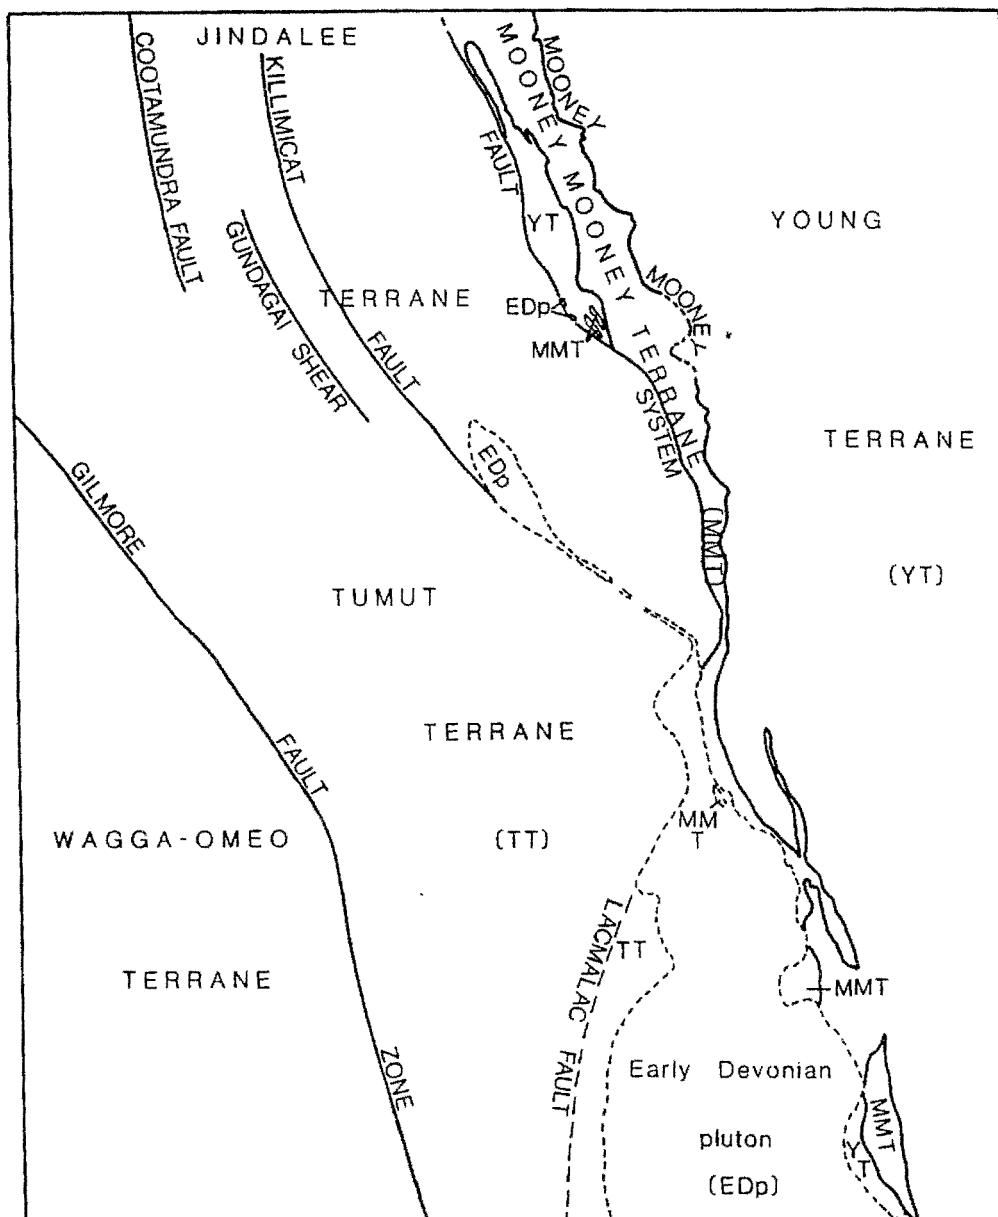 JINDALEE
COOTAMUNDRA FAULT
KILLIMICAT
FAULT
GUNDAGAI SHEAR
TERRANE
MOONEY
MOONEY
FAULT
SYSTEM
MOONEY MOONEY TERRANE (MMT)
YT
EDp
MMT
YOUNG
TERRANE
(YT)
EDp
GILMORE
FAULT
ZONE
TUMUT
TERRANE
(TT)
WAGGA-OMEO
TERRANE
MM
T
LACMALAC FAULT
TT
MMT
Early Devonian
pluton
(EDp)
MMT
YT